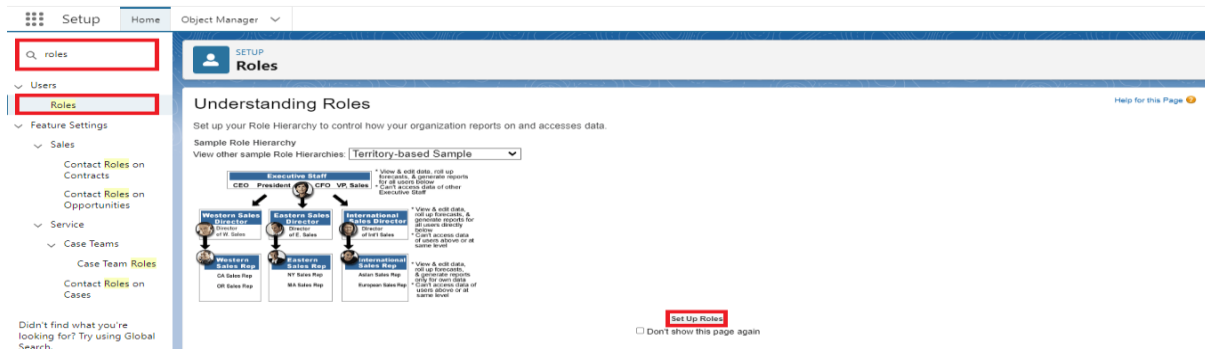 Setup
Home
Object Manager
roles
Users
Roles
Feature Settings
Sales
Contact Roles on
Contracts
Contact Roles on
Opportunities
Service
Case Teams
Case Team Roles
Contact Roles on
Cases
Didn't find what you're
looking for? Try using Global
Search.
SETUP
Roles
Understanding Roles
Help for this Page
Set up your Role Hierarchy to control how your organization reports on and accesses data.
Sample Role Hierarchy
View other sample Role Hierarchies: Territory-based Sample
Executive Staff
CEO President CFO VP, Sales
* View & edit data, roll up
forecasts, & generate reports
for all users below
* Can't access data of other
Executive Staff
Western Sales
Director
Director
of W. Sales
Eastern Sales
Director
Director
of E. Sales
International
Sales Director
Director
of Int'l Sales
* View & edit data,
roll up forecasts, &
generate reports for
all users directly
below
* Can't access data
of users above or at
same level
Western
Sales Rep
CA Sales Rep
OR Sales Rep
Eastern
Sales Rep
NY Sales Rep
MA Sales Rep
International
Sales Rep
Asian Sales Rep
European Sales Rep
* View & edit data,
roll up forecasts,
& generate reports
only for own data
* Can't access data of
users above or at
same level
Set Up Roles
Don't show this page again